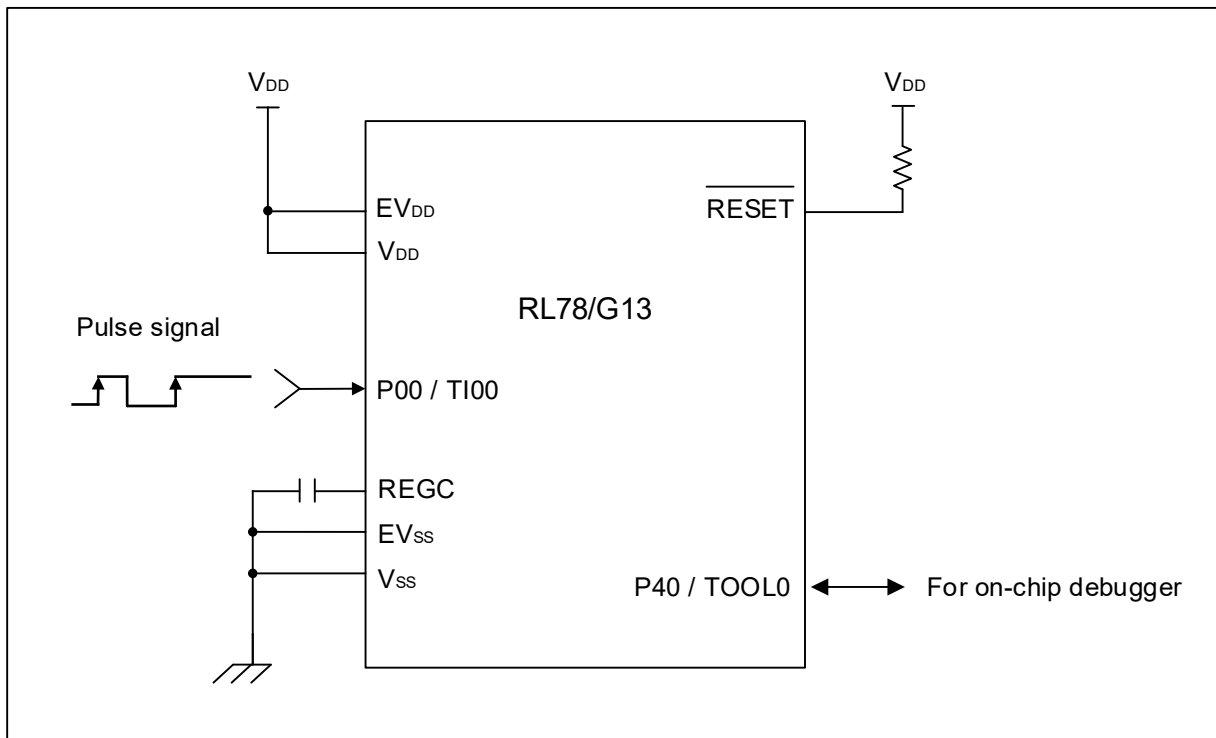 VDD
VDD
EVDD
RESET
VDD
RL78/G13
Pulse signal
P00 / TI00
REGC
EVSS
VSS
P40 / TOOL0
For on-chip debugger